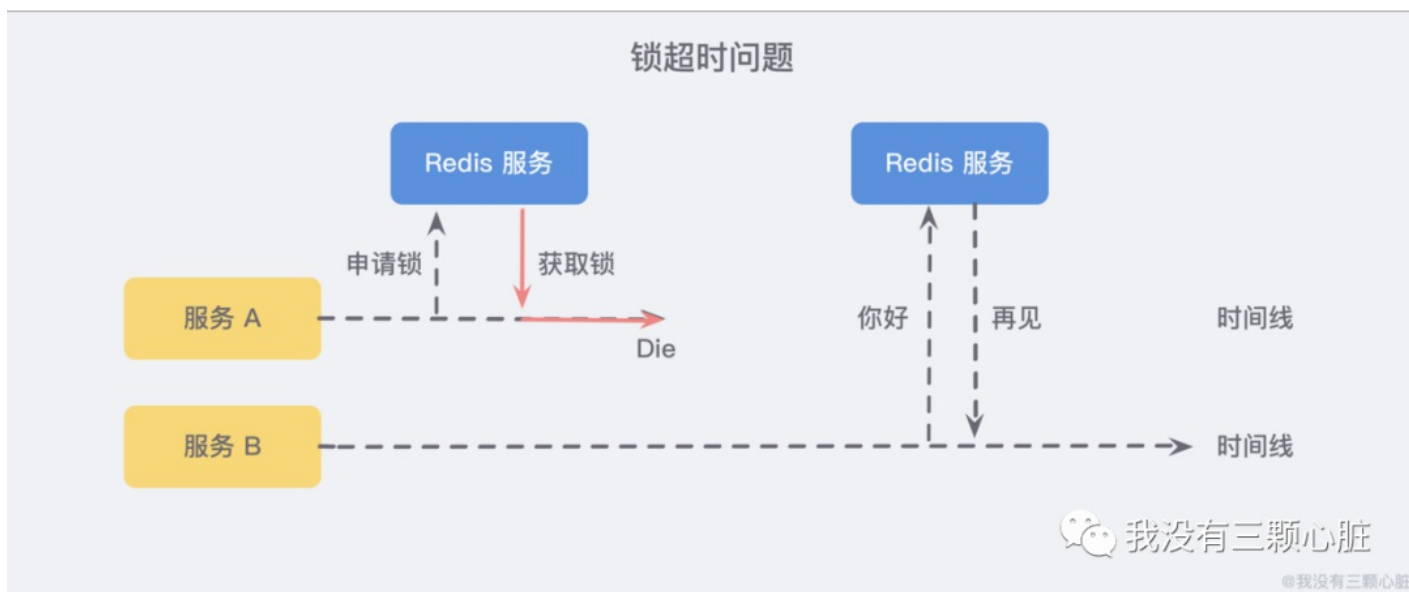 锁超时问题
Redis 服务
Redis 服务
申请锁
获取锁
你好
再见
服务 A
时间线
Die
服务 B
时间线
我没有三颗心脏
@我没有三颗心脏